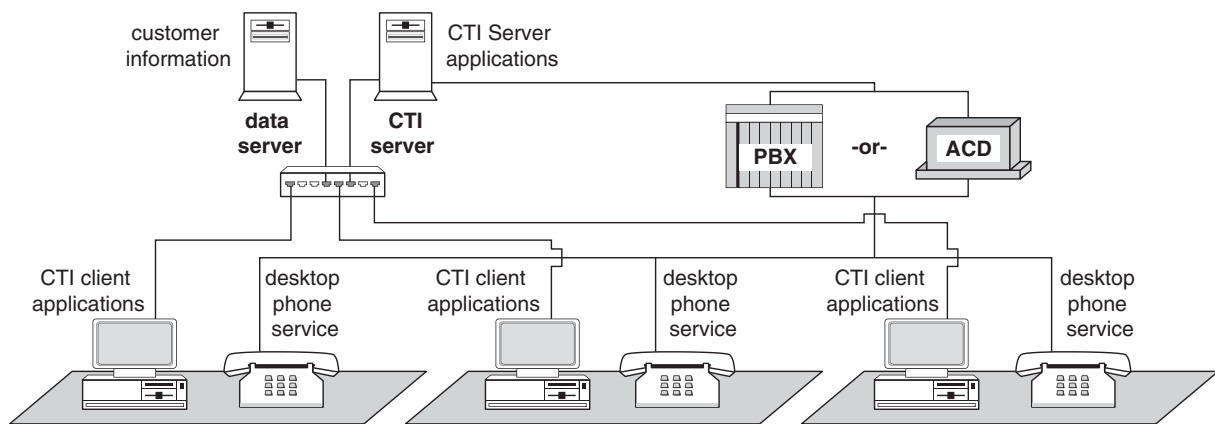 customer
information
CTI Server
applications
data
server
CTI
server
PBX
-or-
ACD
CTI client
applications
desktop
phone
service
CTI client
applications
desktop
phone
service
CTI client
applications
desktop
phone
service